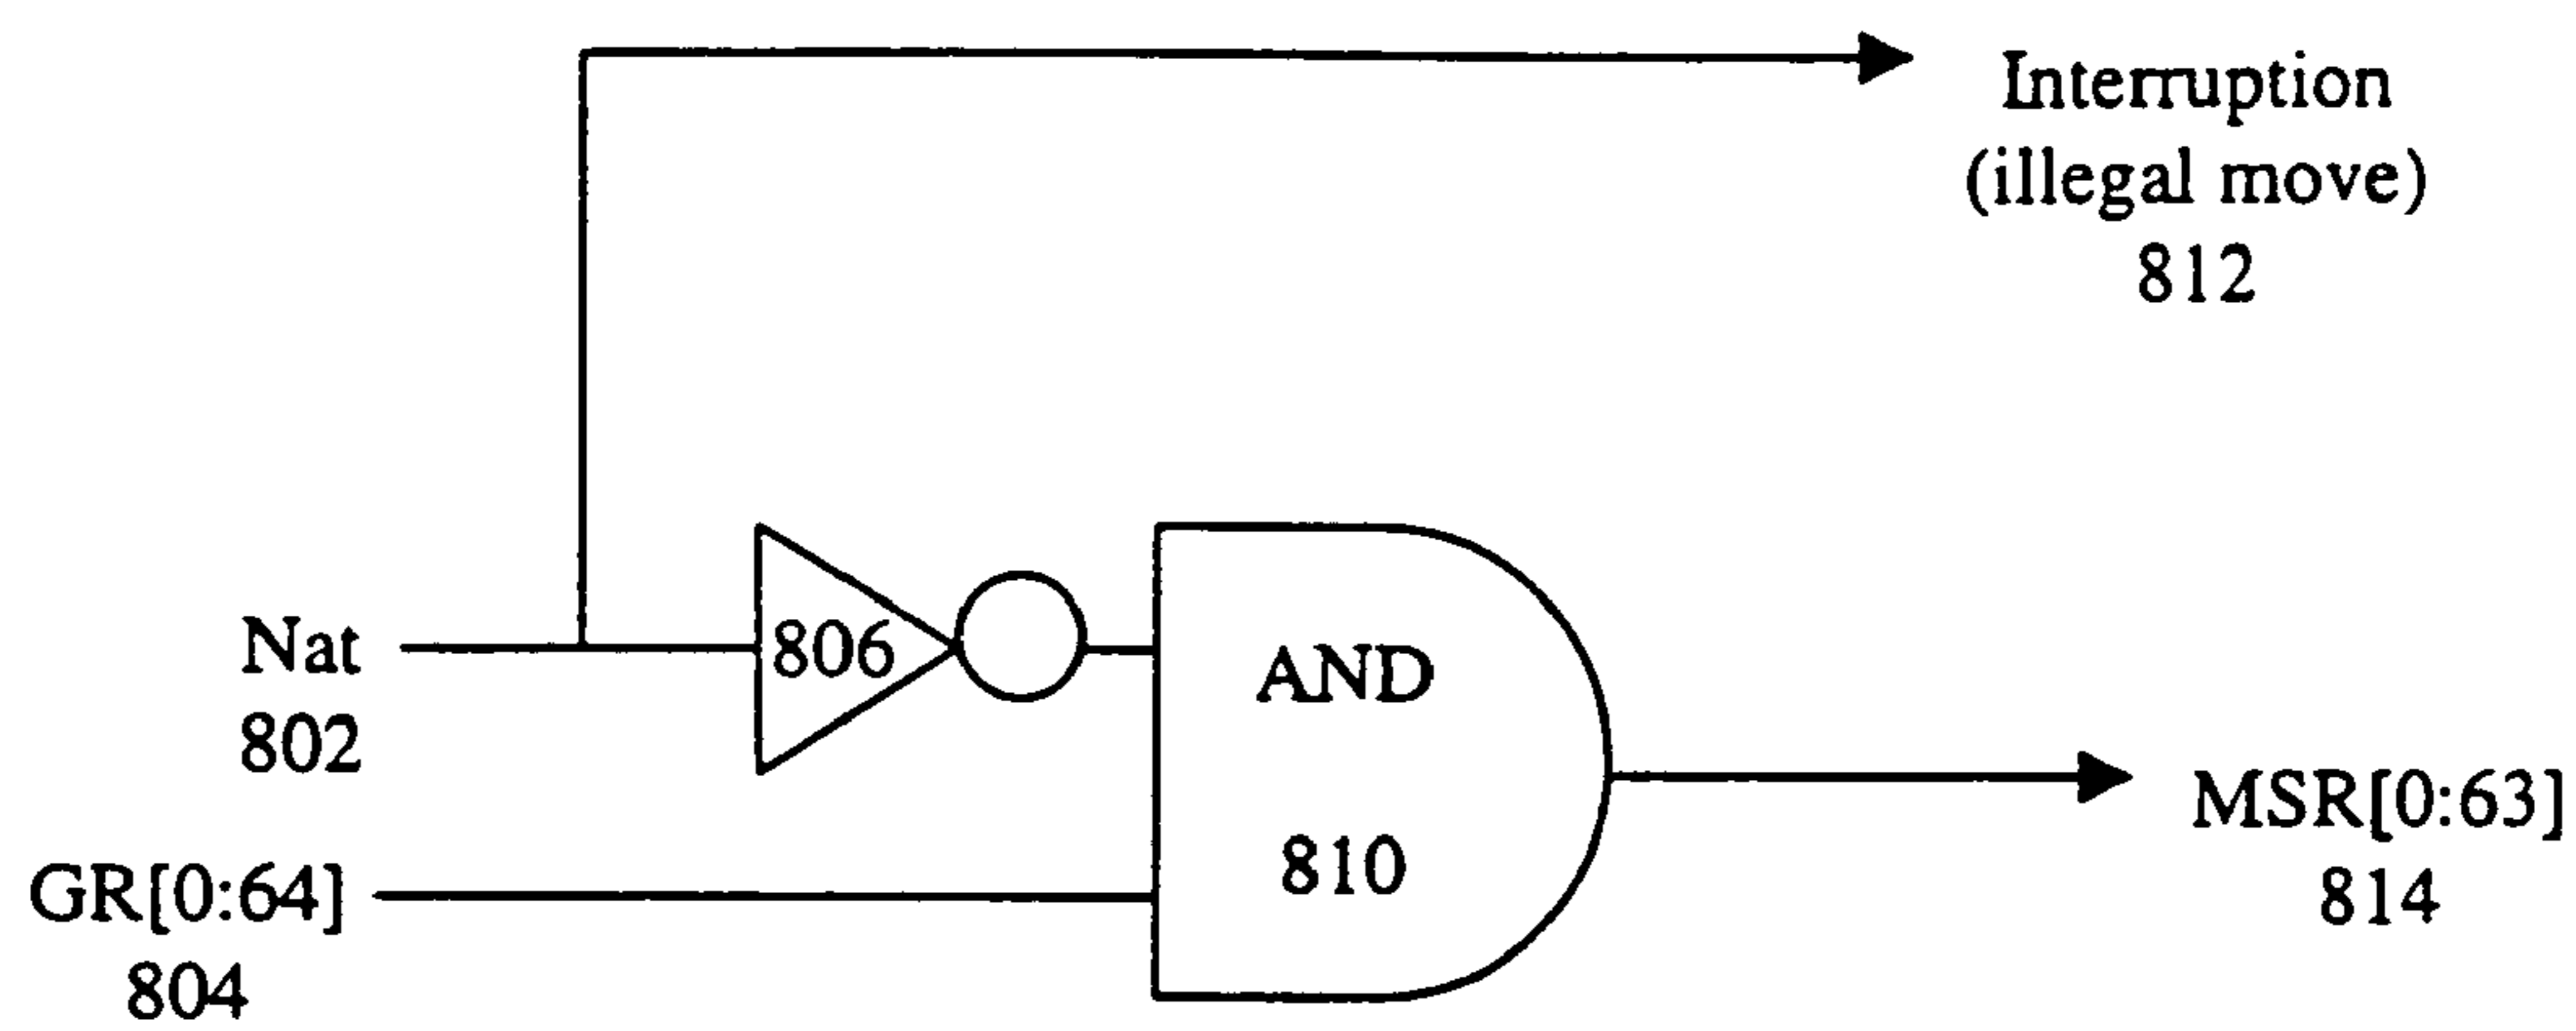 Interruption
(illegal move)
812
Nat
802
806
AND
810
GR[0:64]
804
MSR[0:63]
814